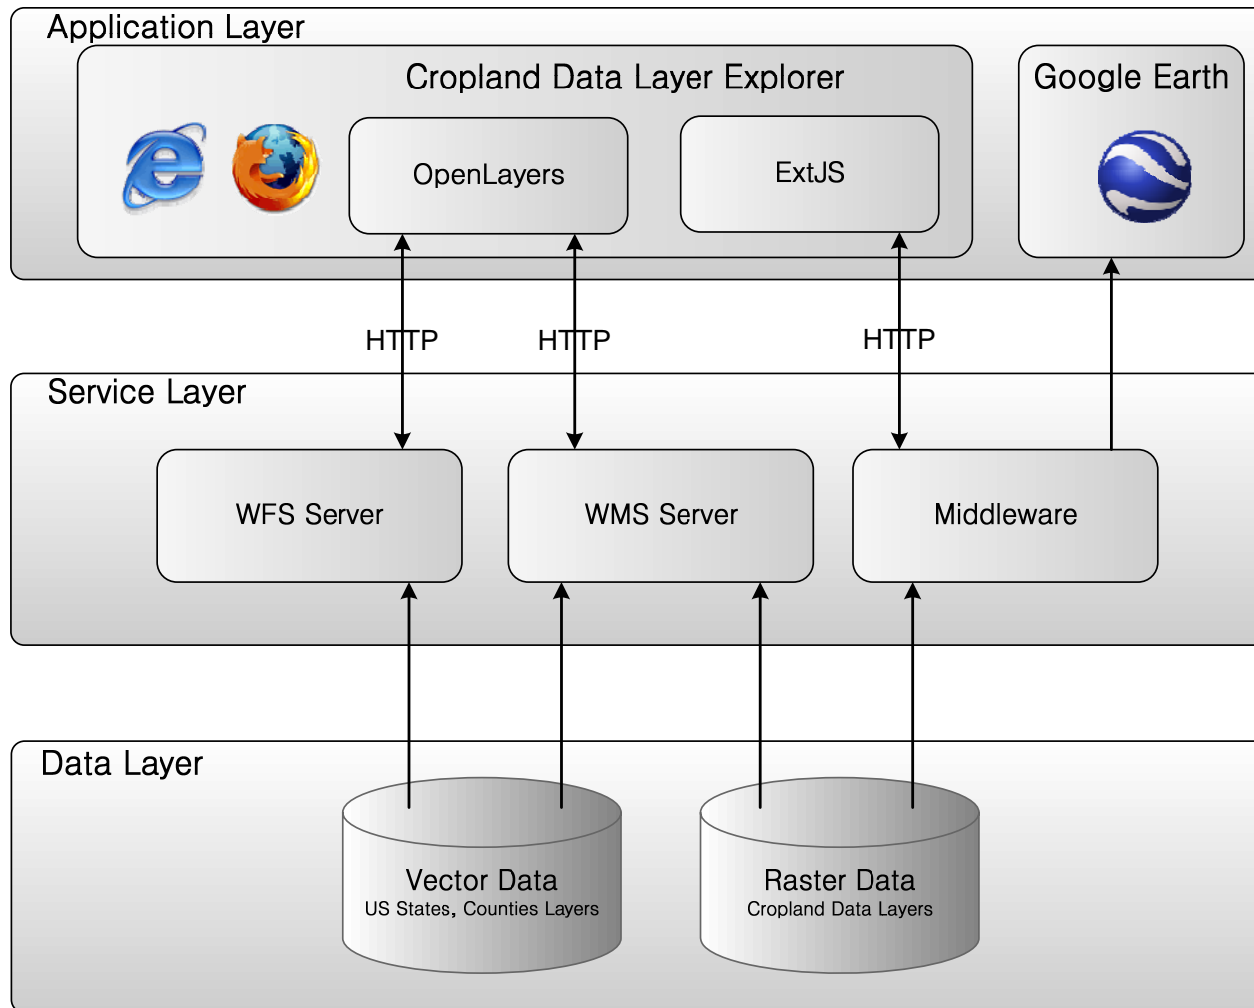 Application Layer
Cropland Data Layer Explorer
Google Earth
OpenLayers
ExtJS
HTTP
HTTP
HTTP
Service Layer
WFS Server
WMS Server
Middleware
Data Layer
Vector Data
US States, Counties Layers
Raster Data
Cropland Data Layers